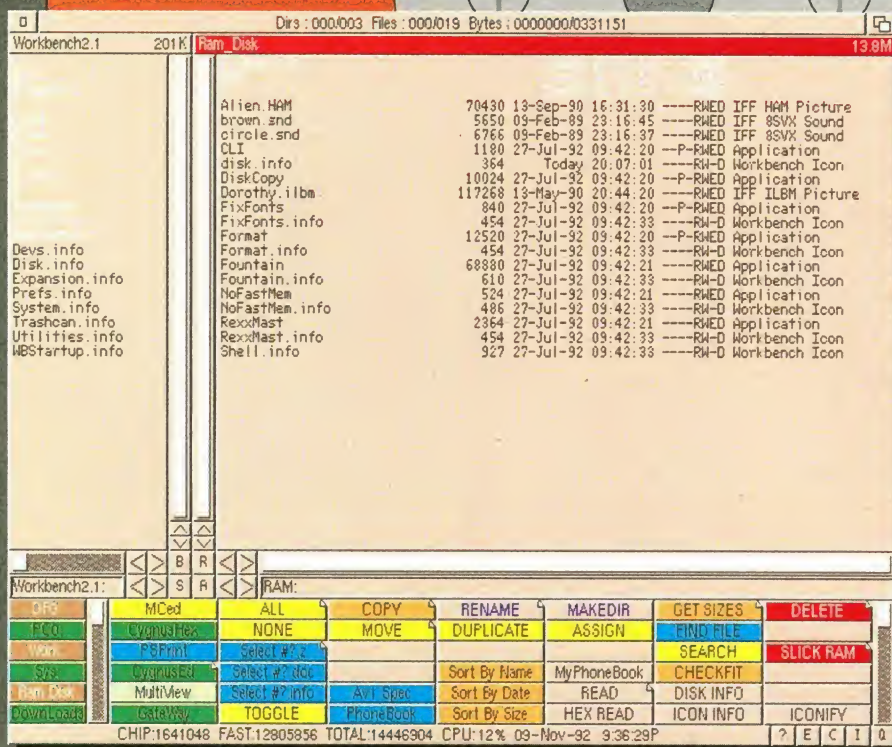 Dirs : 000/003 Files : 000/019 Bytes : 0000000/0331151
Workbench2.1 201K Ram_Disk 13.8M
Alien.HAM 70430 13-Sep-90 16:31:30 ----RWED IFF HAM Picture
brown.snd 5650 09-Feb-89 23:16:45 ----RWED IFF 8SVX Sound
circle.snd 6766 09-Feb-89 23:16:37 ----RWED IFF 8SVX Sound
CLI 1180 27-Jul-92 09:42:20 --P-RWED Application
disk.info 364 Today 20:07:01 ----RW-D Workbench Icon
DiskCopy 10024 27-Jul-92 09:42:20 --P-RWED Application
Dorothy.ilbm 117268 13-May-90 20:44:20 ----RWED IFF ILBM Picture
FixFonts 840 27-Jul-92 09:42:20 --P-RWED Application
FixFonts.info 454 27-Jul-92 09:42:33 ----RW-D Workbench Icon
Format 12520 27-Jul-92 09:42:20 --P-RWED Application
Devs.info Format.info 454 27-Jul-92 09:42:33 ----RW-D Workbench Icon
Disk.info Fountain 68880 27-Jul-92 09:42:21 ----RWED Application
Expansion.info Fountain.info 610 27-Jul-92 09:42:33 ----RW-D Workbench Icon
Prefs.info NoFastMem 524 27-Jul-92 09:42:21 ----RWED Application
System.info NoFastMem.info 486 27-Jul-92 09:42:33 ----RW-D Workbench Icon
Trashcan.info RexxMast 2364 27-Jul-92 09:42:21 ----RWED Application
Utilities.info RexxMast.info 454 27-Jul-92 09:42:33 ----RW-D Workbench Icon
WBStartup.info Shell.info 927 27-Jul-92 09:42:33 ----RW-D Workbench Icon
B R
Workbench2.1: S A RAM:
DF0 MCed ALL COPY RENAME MAKEDIR GET SIZES DELETE
PC0 CygnusHex NONE MOVE DUPLICATE ASSIGN FIND FILE
Work PSPrint Select #?.z SEARCH SLICK RAM
Sys CygnusEd Select #?.doc Sort By Name MyPhoneBook CHECKFIT
Ram Disk MultiView Select #?.info AVI Spec Sort By Date READ DISK INFO
DownLoads GateWay TOGGLE PhoneBook Sort By Size HEX READ ICON INFO ICONIFY
CHIP:1641048 FAST:12805856 TOTAL:14446904 CPU:12% 09-Nov-92 9:36:29P ? E C I Q